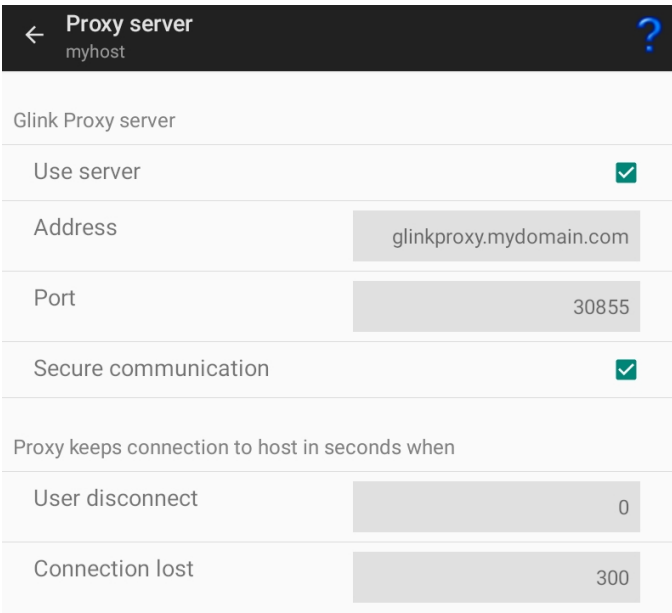 Proxy server
myhost
?
Glink Proxy server
Use server
Address
glinkproxy.mydomain.com
Port
30855
Secure communication
Proxy keeps connection to host in seconds when
User disconnect
0
Connection lost
300